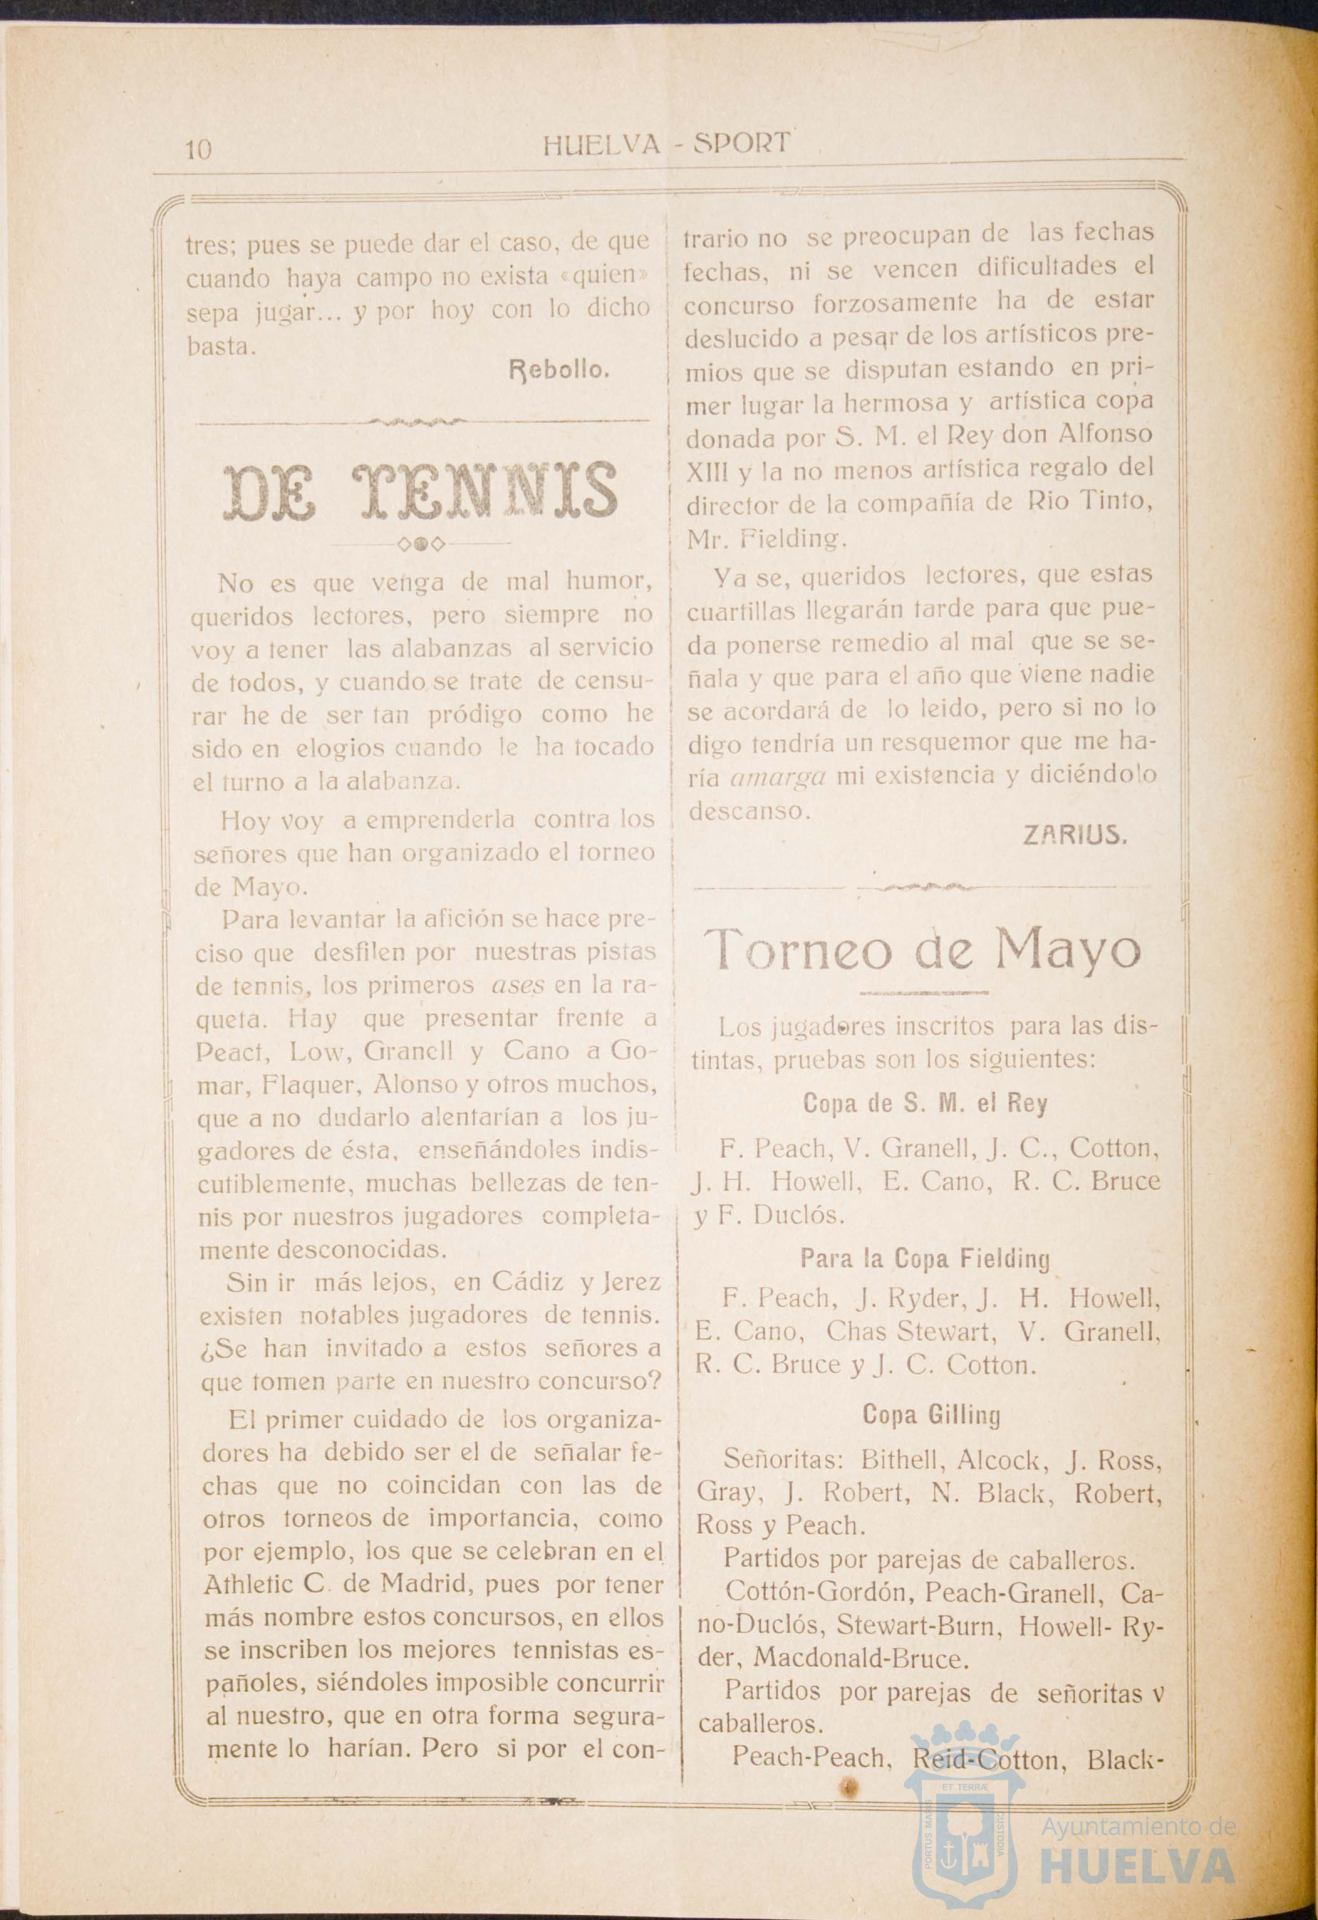 10
HUELVA - SPORT
tres; pues se puede dar el caso, de que
cuando haya campo no exista «quien»
sepa jugar... y por hoy con lo dicho
basta.
Rebollo.
DE TENNIS
No es que venga de mal humor,
queridos lectores, pero siempre no
voy a tener las alabanzas al servicio
de todos, y cuando se trate de censu-
rar he de ser tan pródigo como he
sido en elogios cuando le ha tocado
el turno a la alabanza.
Hoy voy a emprenderla contra los
señores que han organizado el torneo
de Mayo.
Para levantar la afición se hace pre-
ciso que desfilen por nuestras pistas
de tennis, los primeros ases en la ra-
queta. Hay que presentar frente a
Peact, Low, Granell y Cano a Go-
mar, Flaquer, Alonso y otros muchos,
que a no dudarlo alentarían a los ju-
gadores de ésta, enseñándoles indis-
cutiblemente, muchas bellezas de ten-
nis por nuestros jugadores completa-
mente desconocidas.
Sin ir más lejos, en Cádiz y Jerez
existen notables jugadores de tennis.
¿Se han invitado a estos señores a
que tomen parte en nuestro concurso?
El primer cuidado de los organiza-
dores ha debido ser el de señalar fe-
chas que no coincidan con las de
otros torneos de importancia, como
por ejemplo, los que se celebran en el
Athletic C. de Madrid, pues por tener
más nombre estos concursos, en ellos
se inscriben los mejores tennistas es-
pañoles, siéndoles imposible concurrir
al nuestro, que en otra forma segura-
mente lo harían. Pero si por el con-
trario no se preocupan de las fechas
fechas, ni se vencen dificultades el
concurso forzosamente ha de estar
deslucido a pesar de los artísticos pre-
mios que se disputan estando en pri-
mer lugar la hermosa y artística copa
donada por S. M. el Rey don Alfonso
XIII y la no menos artística regalo del
director de la compañía de Rio Tinto,
Mr. Fielding.
Ya se, queridos lectores, que estas
cuartillas llegarán tarde para que pue-
da ponerse remedio al mal que se se-
ñala y que para el año que viene nadie
se acordará de lo leido, pero si no lo
digo tendría un resquemor que me ha-
ría amarga mi existencia y diciéndolo
descanso.
ZARIUS.
Torneo de Mayo
Los jugadores inscritos para las dis-
tintas, pruebas son los siguientes:
Copa de S. M. el Rey
F. Peach, V. Granell, J. C., Cotton,
J. H. Howell, E. Cano, R. C. Bruce
y F. Duclós.
Para la Copa Fielding
F. Peach, J. Ryder, J. H. Howell,
E. Cano, Chas Stewart, V. Granell,
R. C. Bruce y J. C. Cotton.
Copa Gilling
Señoritas: Bithell, Alcock, J. Ross,
Gray, J. Robert, N. Black, Robert,
Ross y Peach.
Partidos por parejas de caballeros.
Cottón-Gordón, Peach-Granell, Ca-
no-Duclós, Stewart-Burn, Howell- Ry-
der, Macdonald-Bruce.
Partidos por parejas de señoritas y
caballeros.
Peach-Peach, Reid-Cotton, Black-
PORTUS MARIS ET TERRÆ CUSTODIA
Ayuntamiento de
HUELVA